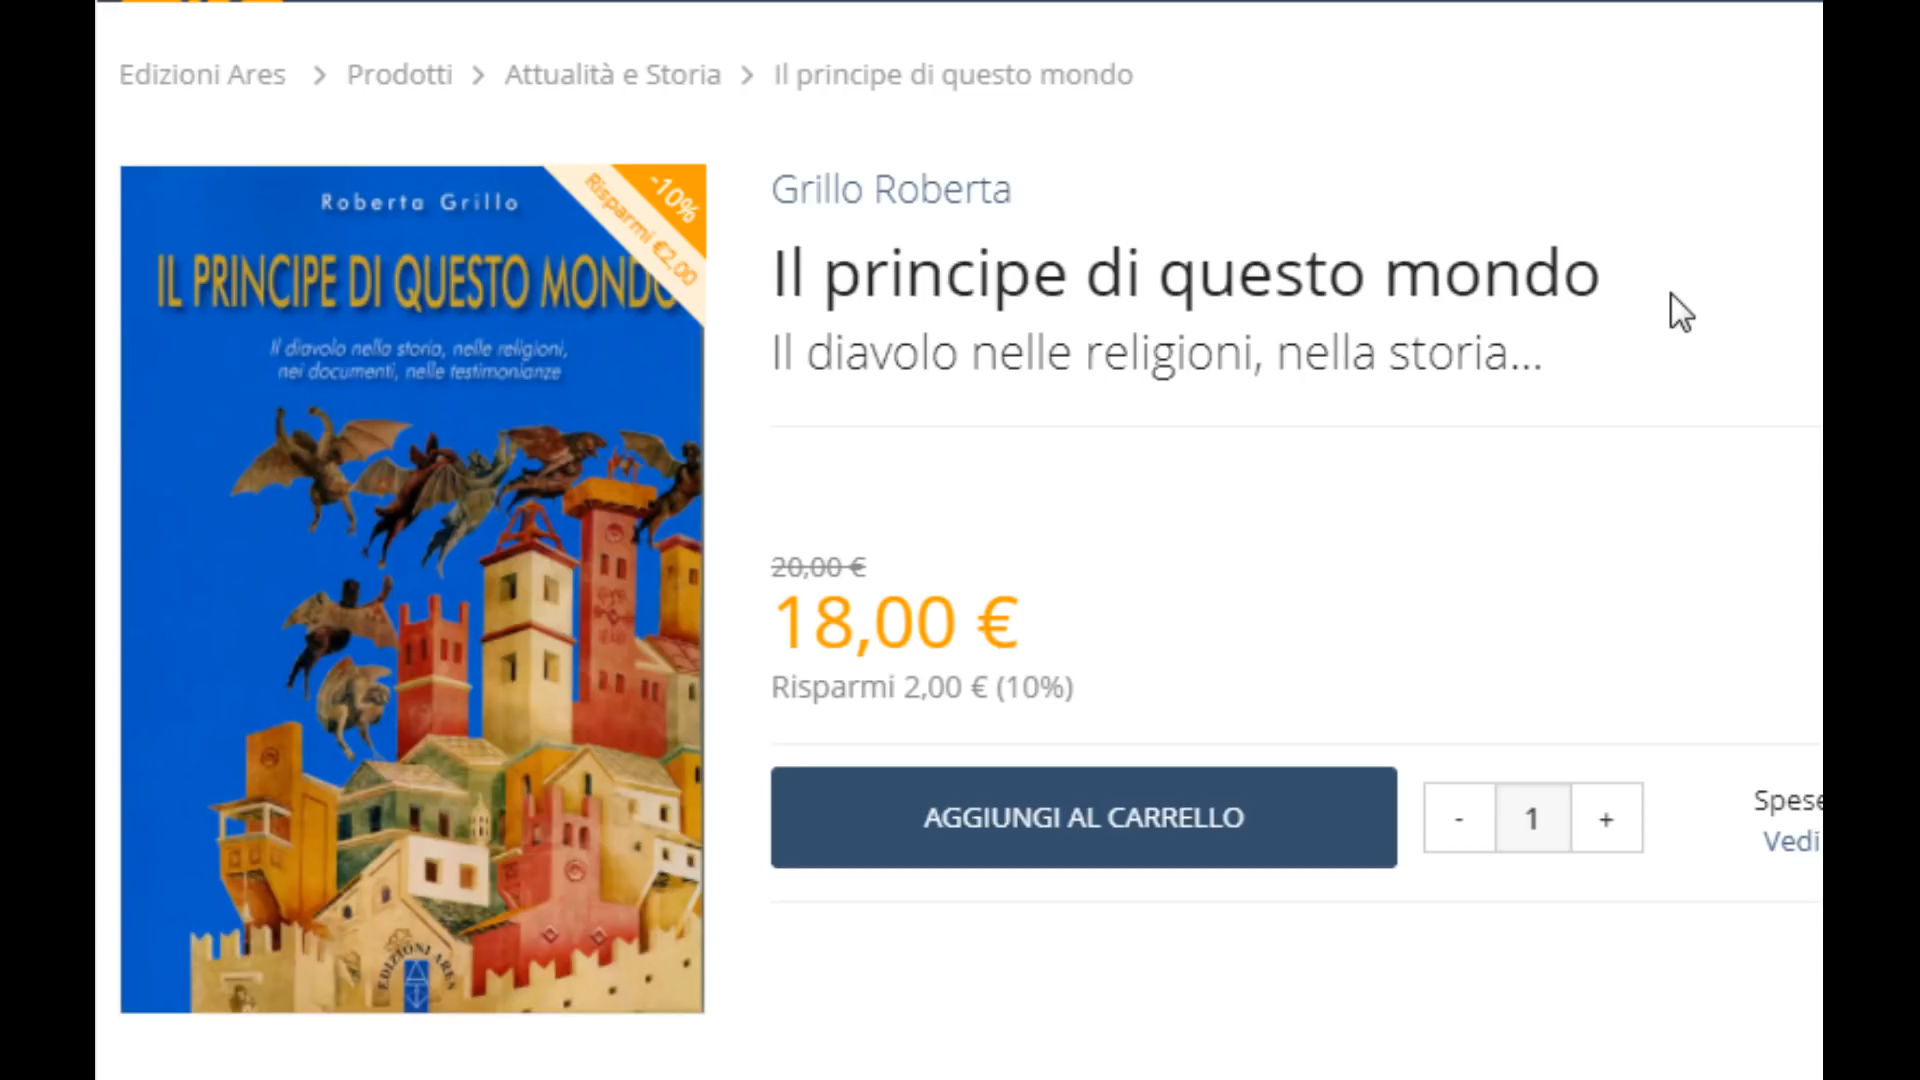 Edizioni Ares > Prodotti > Attualità e Storia > Il principe di questo mondo
Roberta Grillo
IL PRINCIPE DI QUESTO MONDO
Il diavolo nella storia, nelle religioni,
nei documenti, nelle testimonianze
-10%
Risparmi €2,00
EDIZIONI ARES
Grillo Roberta
Il principe di questo mondo
Il diavolo nelle religioni, nella storia...
20,00 €
18,00 €
Risparmi 2,00 € (10%)
AGGIUNGI AL CARRELLO
- 1 +
Spese
Vedi